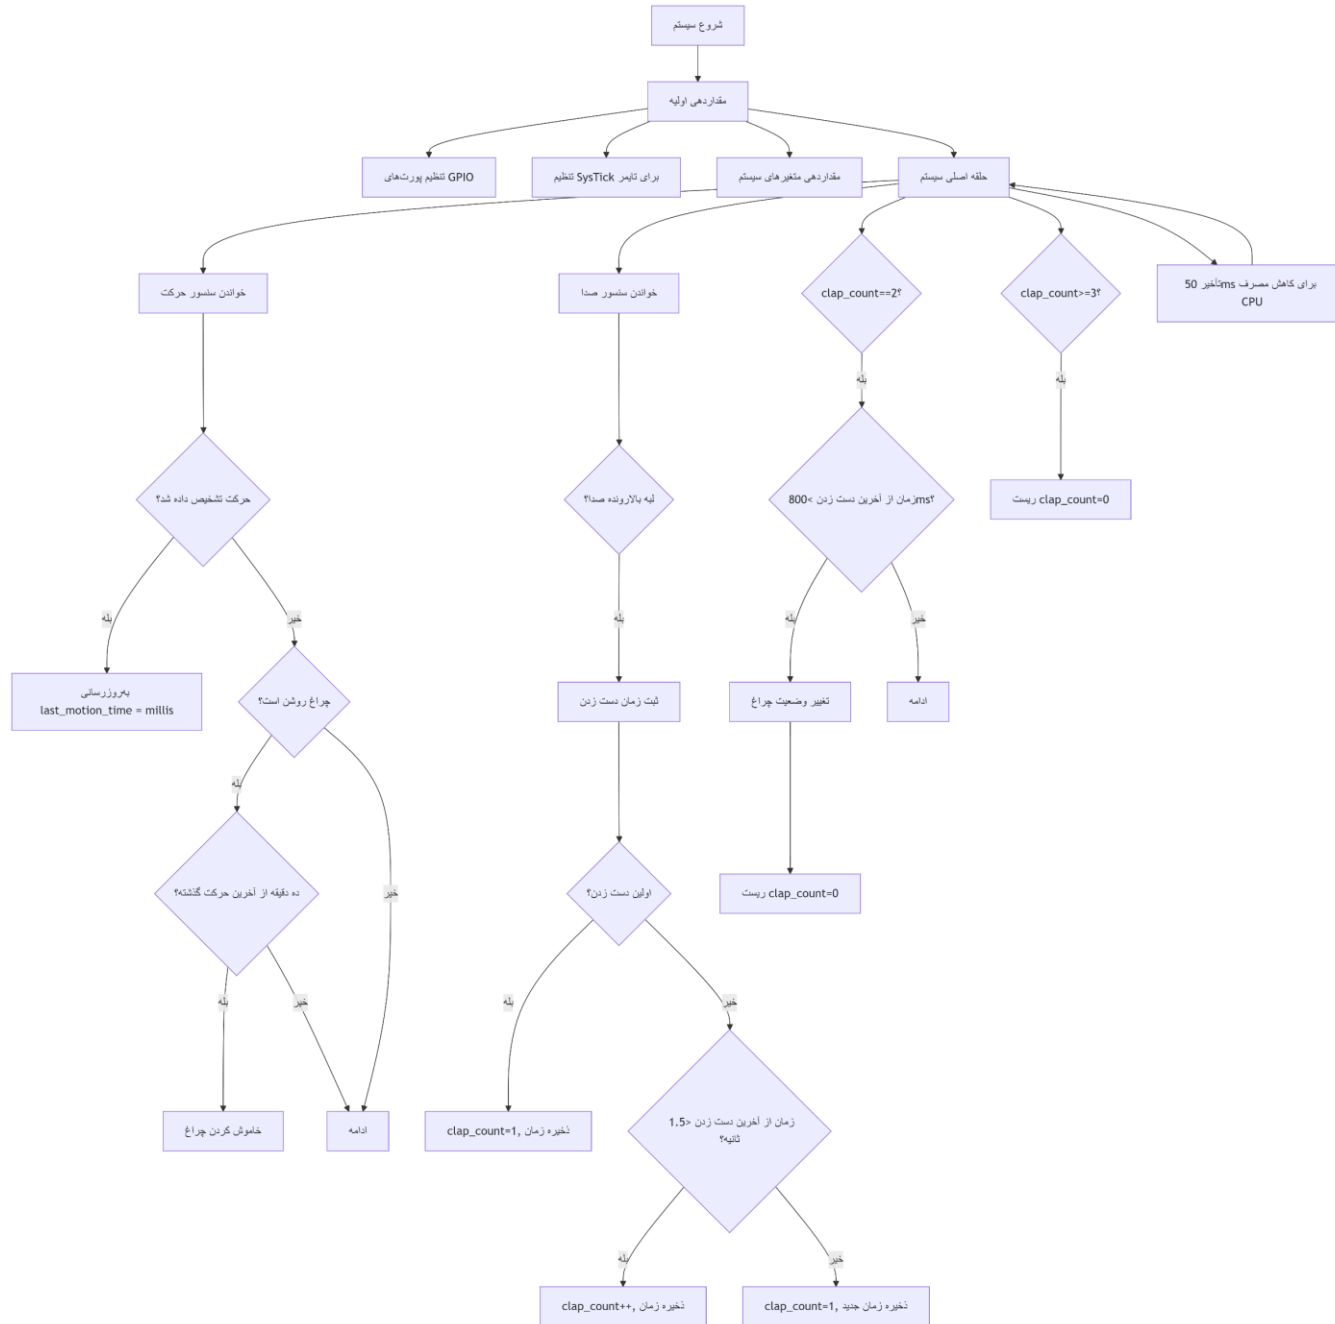 شروع سیستم
مقداردهی اولیه
تنظیم پورت‌های GPIO
تنظیم SysTick برای تایمر
مقداردهی متغیرهای سیستم
حلقه اصلی سیستم
خواندن سنسور حرکت
خواندن سنسور صدا
clap_count==2؟
clap_count>=3؟
تأخیر 50ms برای کاهش مصرف
CPU
بله
بله
حرکت تشخیص داده شد؟
لبه بالارونده صدا؟
زمان از آخرین دست زدن >800ms؟
ریست clap_count=0
بله
خیر
بله
بله
خیر
به‌روزرسانی
last_motion_time = millis
چراغ روشن است؟
ثبت زمان دست زدن
تغییر وضعیت چراغ
ادامه
بله
خیر
ده دقیقه از آخرین حرکت گذشته؟
اولین دست زدن؟
ریست clap_count=0
بله
خیر
بله
خیر
خاموش کردن چراغ
ادامه
clap_count=1, ذخیره زمان
زمان از آخرین دست زدن <1.5
ثانیه؟
بله
خیر
clap_count++, ذخیره زمان
clap_count=1, ذخیره زمان جدید